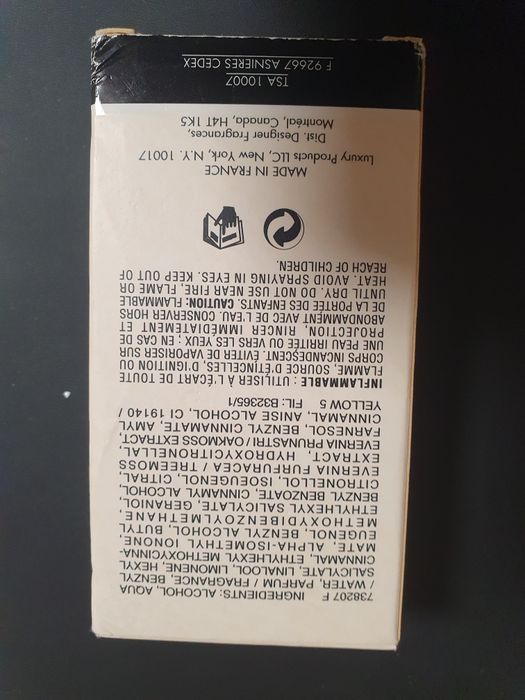 738207 F    INGREDIENTS: ALCOHOL, AQUA
/ WATER, PARFUM / FRAGRANCE, BENZYL
SALICYLATE, LINALOOL, LIMONENE, HEXYL
CINNAMAL, ETHYLHEXYL METHOXYCINNA-
MATE, ALPHA-ISOMETHYL IONONE,
EUGENOL, BENZYL ALCOHOL, BUTYL
METHOXYDIBENZOYLMETHANE,
ETHYLHEXYL SALICYLATE, GERANIOL,
BENZYL BENZOATE, CINNAMYL ALCOHOL,
CITRONELLOL, ISOEUGENOL, CITRAL,
EVERNIA FURFURACEA / TREEMOSS
EXTRACT, HYDROXYCITRONELLAL,
EVERNIA PRUNASTRI / OAKMOSS EXTRACT,
FARNESOL, BENZYL CINNAMATE, AMYL
CINNAMAL, ANISE ALCOHOL, CI 19140 /
YELLOW 5    FIL: B32365/1
INFLAMMABLE : UTILISER À L'ÉCART DE TOUTE
FLAMME, SOURCE D'ÉTINCELLES, D'IGNITION OU
CORPS INCANDESCENT. ÉVITER DE VAPORISER SUR
UNE PEAU IRRITÉE OU VERS LES YEUX ; EN CAS DE
PROJECTION, RINCER IMMÉDIATEMENT ET
ABONDAMMENT AVEC DE L'EAU. CONSERVER HORS
DE LA PORTÉE DES ENFANTS. CAUTION: FLAMMABLE
UNTIL DRY. DO NOT USE NEAR FIRE, FLAME OR
HEAT. AVOID SPRAYING IN EYES. KEEP OUT OF
REACH OF CHILDREN.
MADE IN FRANCE
Luxury Products LLC, New York, N.Y. 10017
Dist. Designer Fragrances,
Montréal, Canada, H4T 1K5
TSA 10007
F 92667 ASNIERES CEDEX